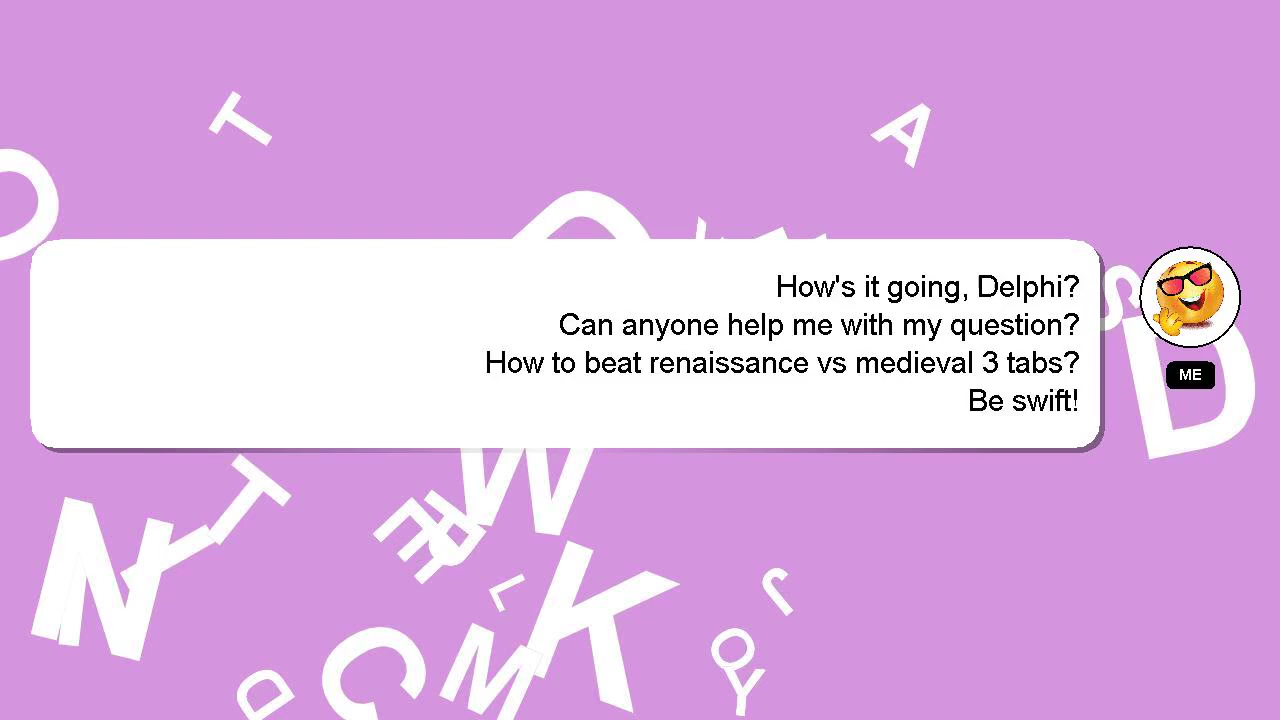 How's it going, Delphi?
Can anyone help me with my question?
How to beat renaissance vs medieval 3 tabs?
Be swift!
ME